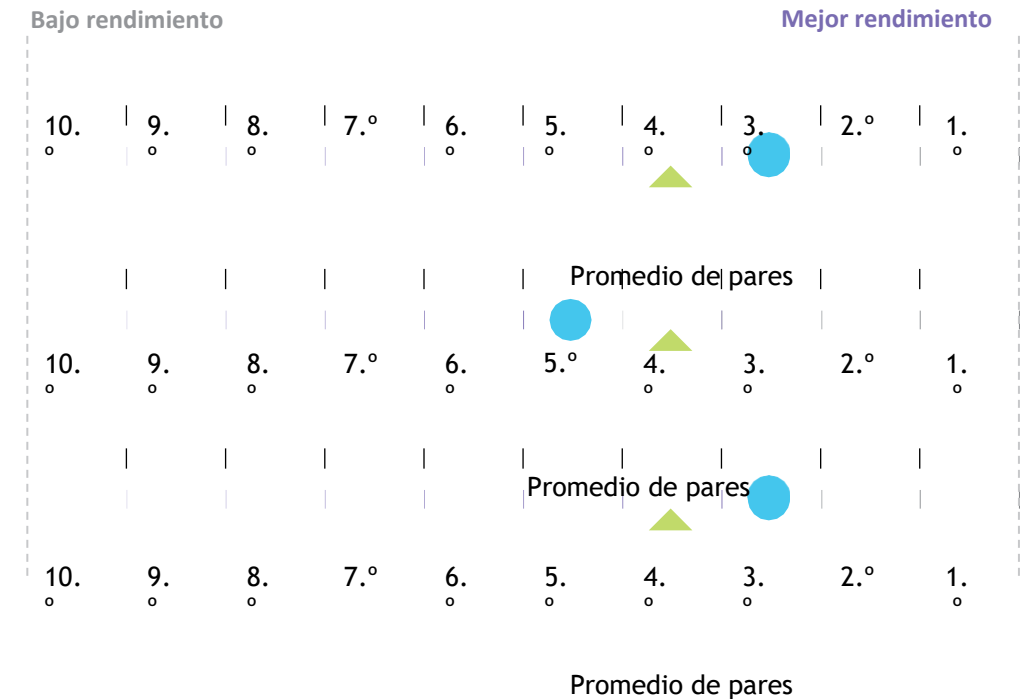 Bajo rendimiento Mejor rendimiento
10.º 9.º 8.º 7.º 6.º 5.º 4.º 3.º 2.º 1.º
Promedio de pares
10.º 9.º 8.º 7.º 6.º 5.º 4.º 3.º 2.º 1.º
Promedio de pares
10.º 9.º 8.º 7.º 6.º 5.º 4.º 3.º 2.º 1.º
Promedio de pares